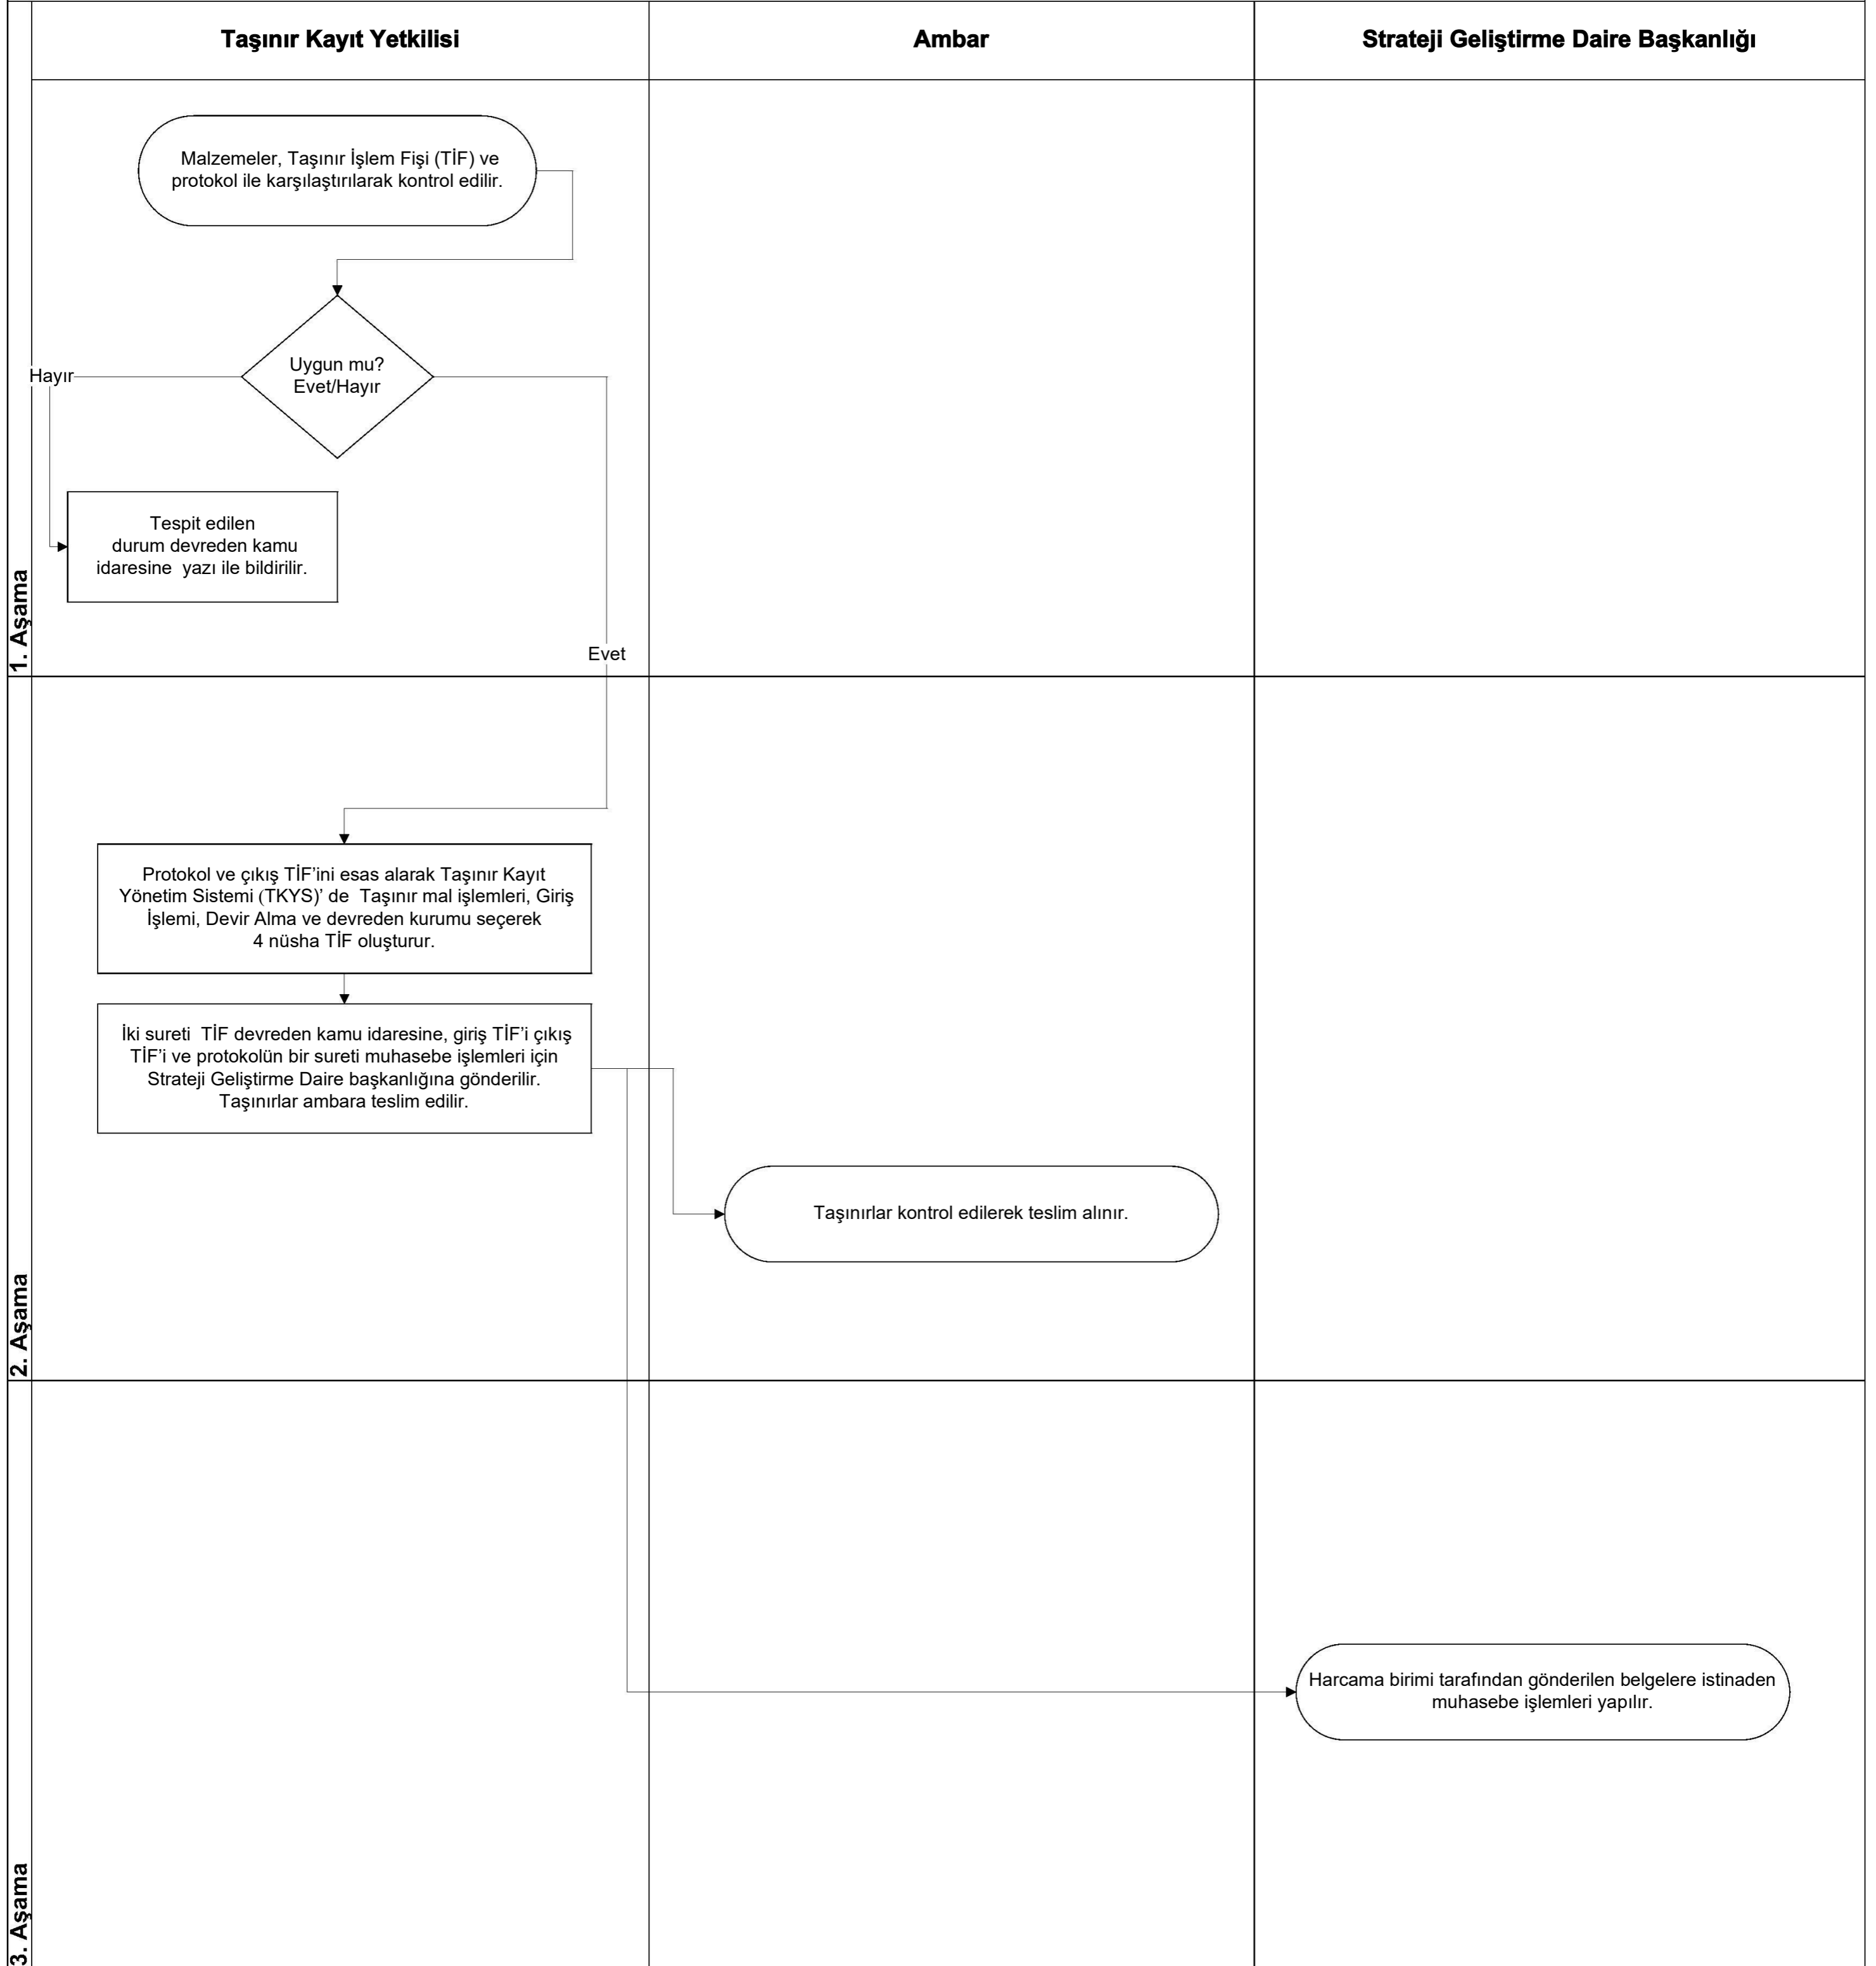 Taşınır Kayıt Yetkilisi
Ambar
Strateji Geliştirme Daire Başkanlığı
1. Aşama
Malzemeler, Taşınır İşlem Fişi (TİF) ve
protokol ile karşılaştırılarak kontrol edilir.
Uygun mu?
Evet/Hayır
Hayır
Tespit edilen
durum devreden kamu
idaresine  yazı ile bildirilir.
Evet
2. Aşama
Protokol ve çıkış TİF’ini esas alarak Taşınır Kayıt
Yönetim Sistemi (TKYS)’ de  Taşınır mal işlemleri, Giriş
İşlemi, Devir Alma ve devreden kurumu seçerek
4 nüsha TİF oluşturur.
İki sureti  TİF devreden kamu idaresine, giriş TİF’i çıkış
TİF’i ve protokolün bir sureti muhasebe işlemleri için
Strateji Geliştirme Daire başkanlığına gönderilir.
Taşınırlar ambara teslim edilir.
Taşınırlar kontrol edilerek teslim alınır.
3. Aşama
Harcama birimi tarafından gönderilen belgelere istinaden
muhasebe işlemleri yapılır.